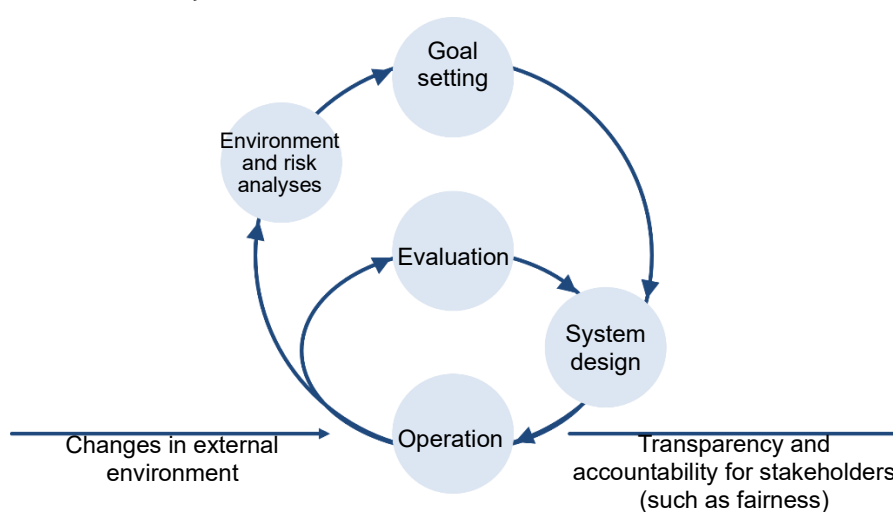 Goal
setting
Environment
and risk
analyses
Evaluation
System
design
Operation
Changes in external
environment
Transparency and
accountability for stakeholders
(such as fairness)